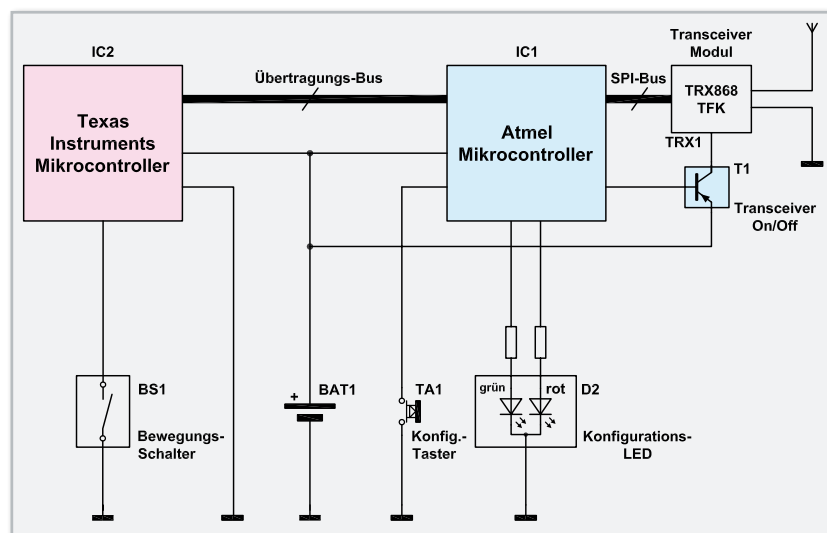 IC2
Texas
Instruments
Mikrocontroller
Übertragungs-Bus
IC1
Atmel
Mikrocontroller
SPI-Bus
Transceiver
Modul
TRX868
TFK
TRX1
T1
Transceiver
On/Off
BS1
Bewegungs-
Schalter
+
BAT1
TA1
Konfig.-
Taster
grün
rot
D2
Konfigurations-
LED